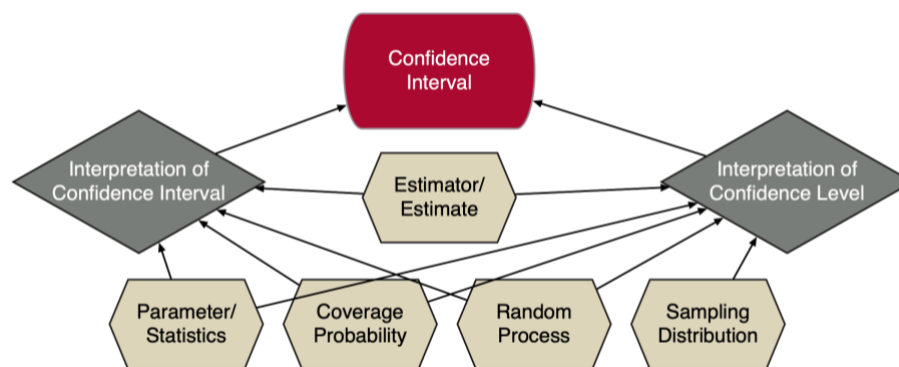 Confidence
Interval
Interpretation of
Confidence Interval
Estimator/
Estimate
Interpretation of
Confidence Level
Parameter/
Statistics
Coverage
Probability
Random
Process
Sampling
Distribution